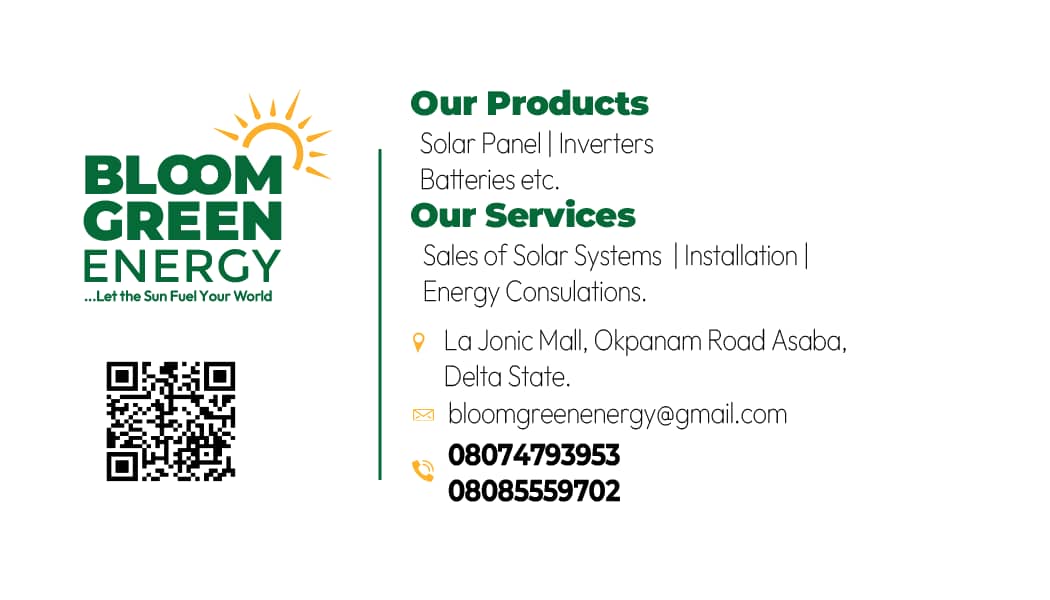 BLOOM
GREEN
ENERGY
...Let the Sun Fuel Your World
Our Products
Solar Panel | Inverters
Batteries etc.
Our Services
Sales of Solar Systems | Installation |
Energy Consulations.
La Jonic Mall, Okpanam Road Asaba,
Delta State.
bloomgreenenergy@gmail.com
08074793953
08085559702